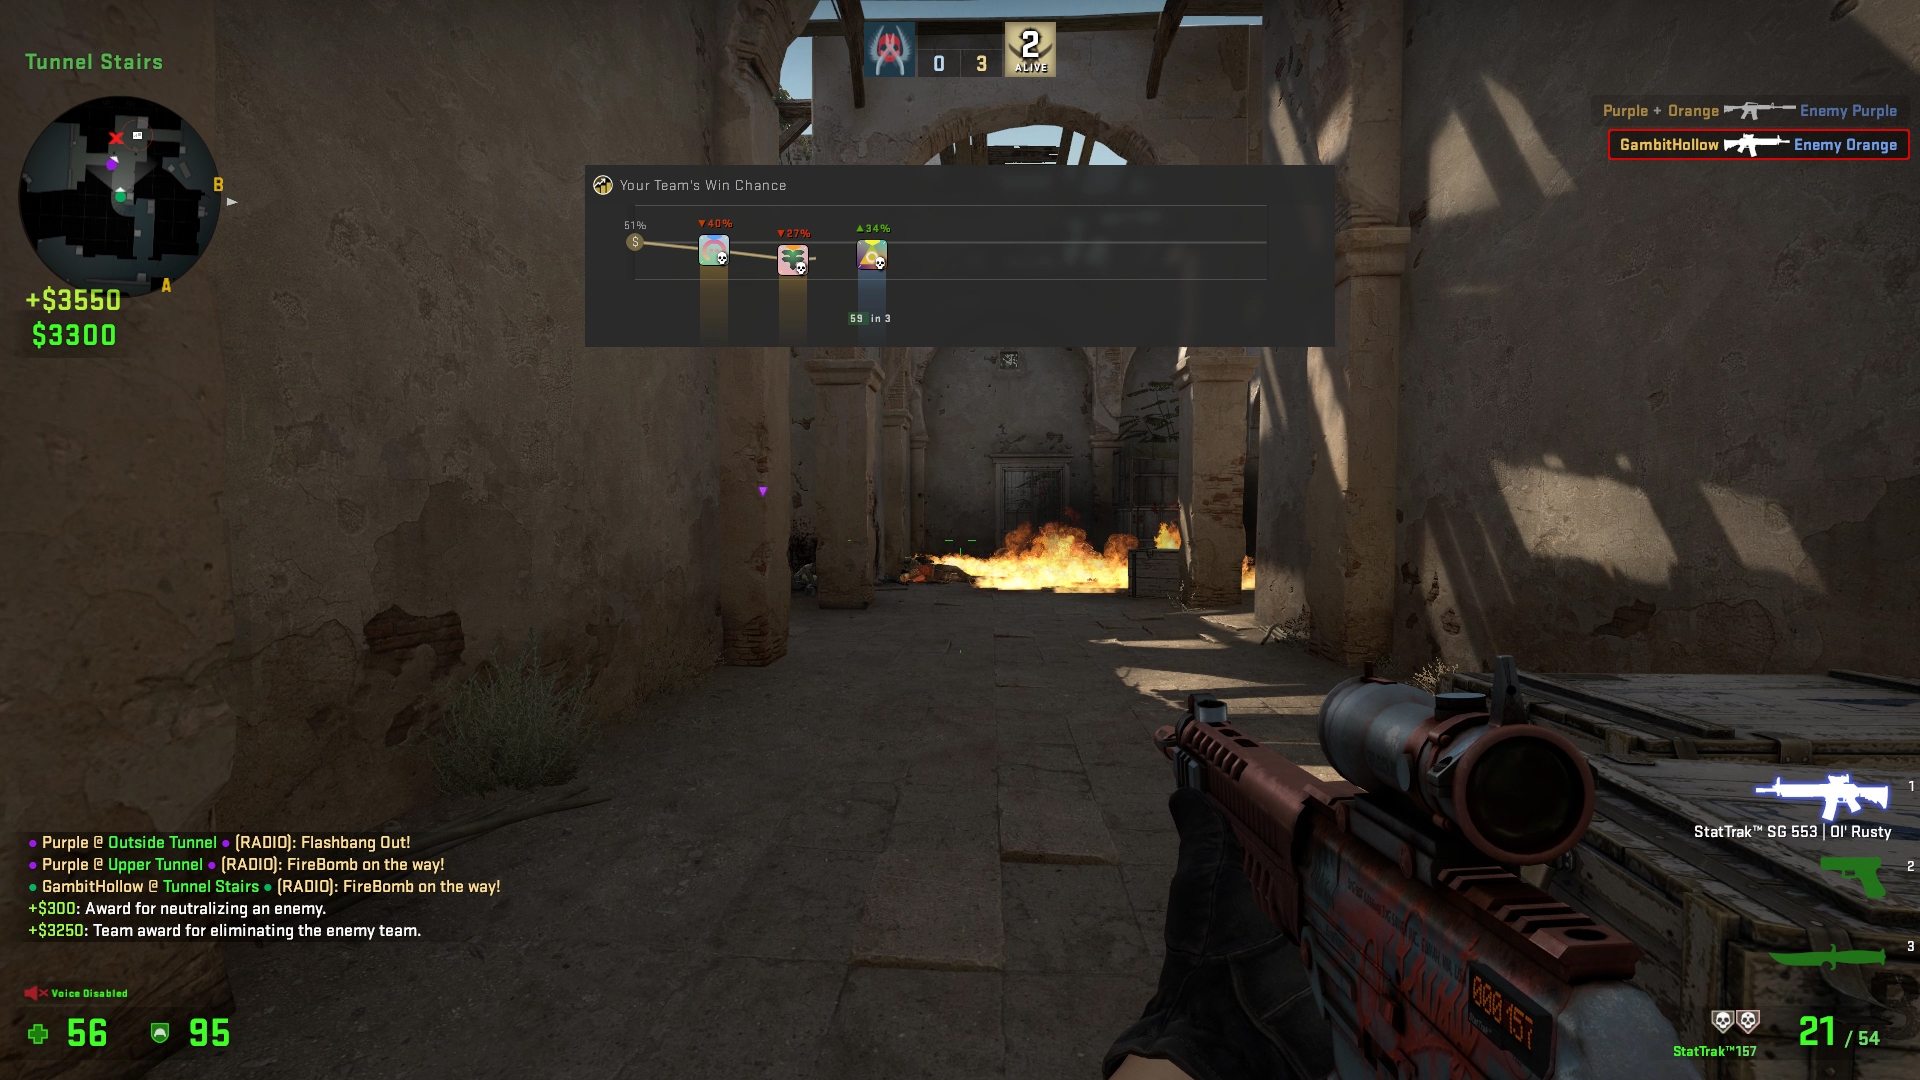 Tunnel Stairs
0 3 2
ALIVE
Purple + Orange Enemy Purple
GambitHollow Enemy Orange
Your Team's Win Chance
51% ▼40% ▼27% ▲34%
$
59 in 3
B
A
+$3550
$3300
● Purple @ Outside Tunnel ● (RADIO): Flashbang Out!
● Purple @ Upper Tunnel ● (RADIO): FireBomb on the way!
● GambitHollow @ Tunnel Stairs ● (RADIO): FireBomb on the way!
+$300: Award for neutralizing an enemy.
+$3250: Team award for eliminating the enemy team.
Voice Disabled
56 95
1
StatTrak™ SG 553 | Ol' Rusty
2
3
000157
21 / 54
StatTrak™157